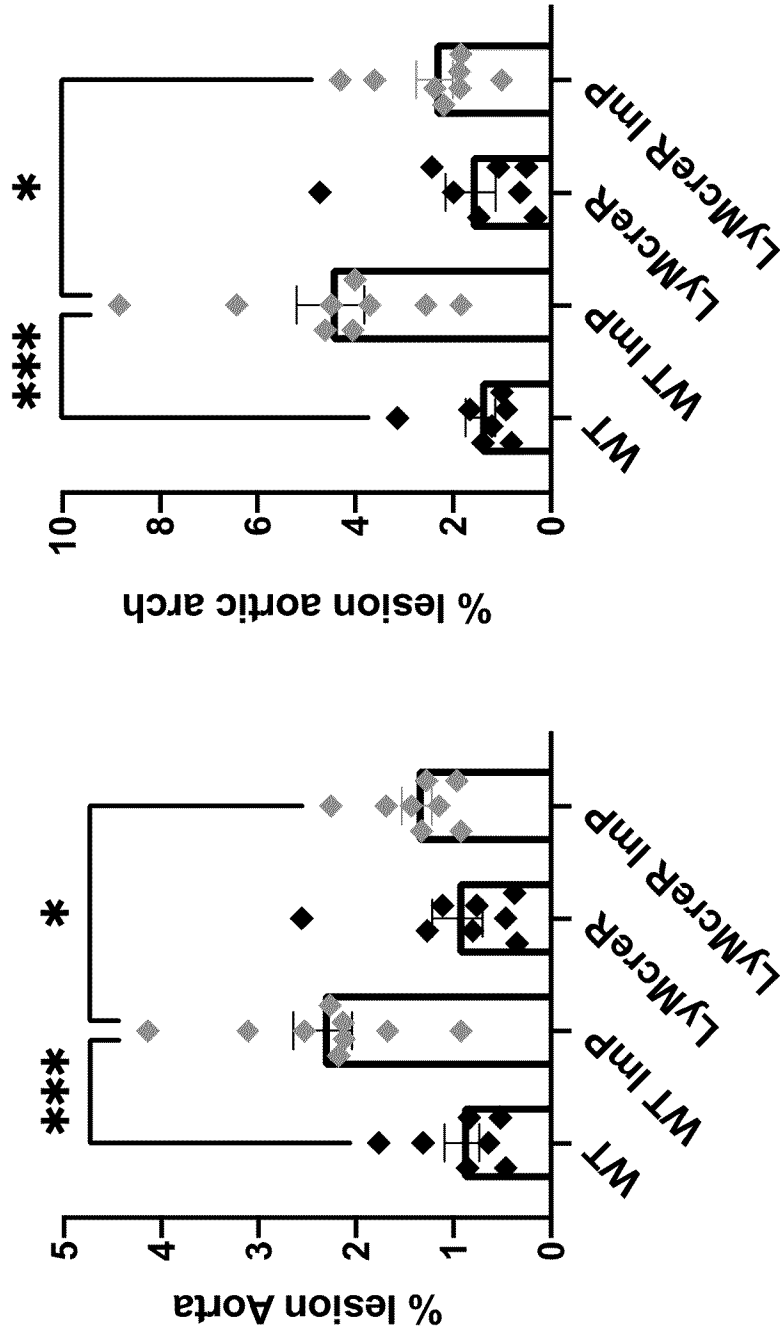 % lesion Aorta
5
4
3
2
1
0
***
*
WT
WT ImP
LyMcreR
LyMcreR ImP
% lesion aortic arch
10
8
6
4
2
0
***
*
WT
WT ImP
LyMcreR
LyMcreR ImP